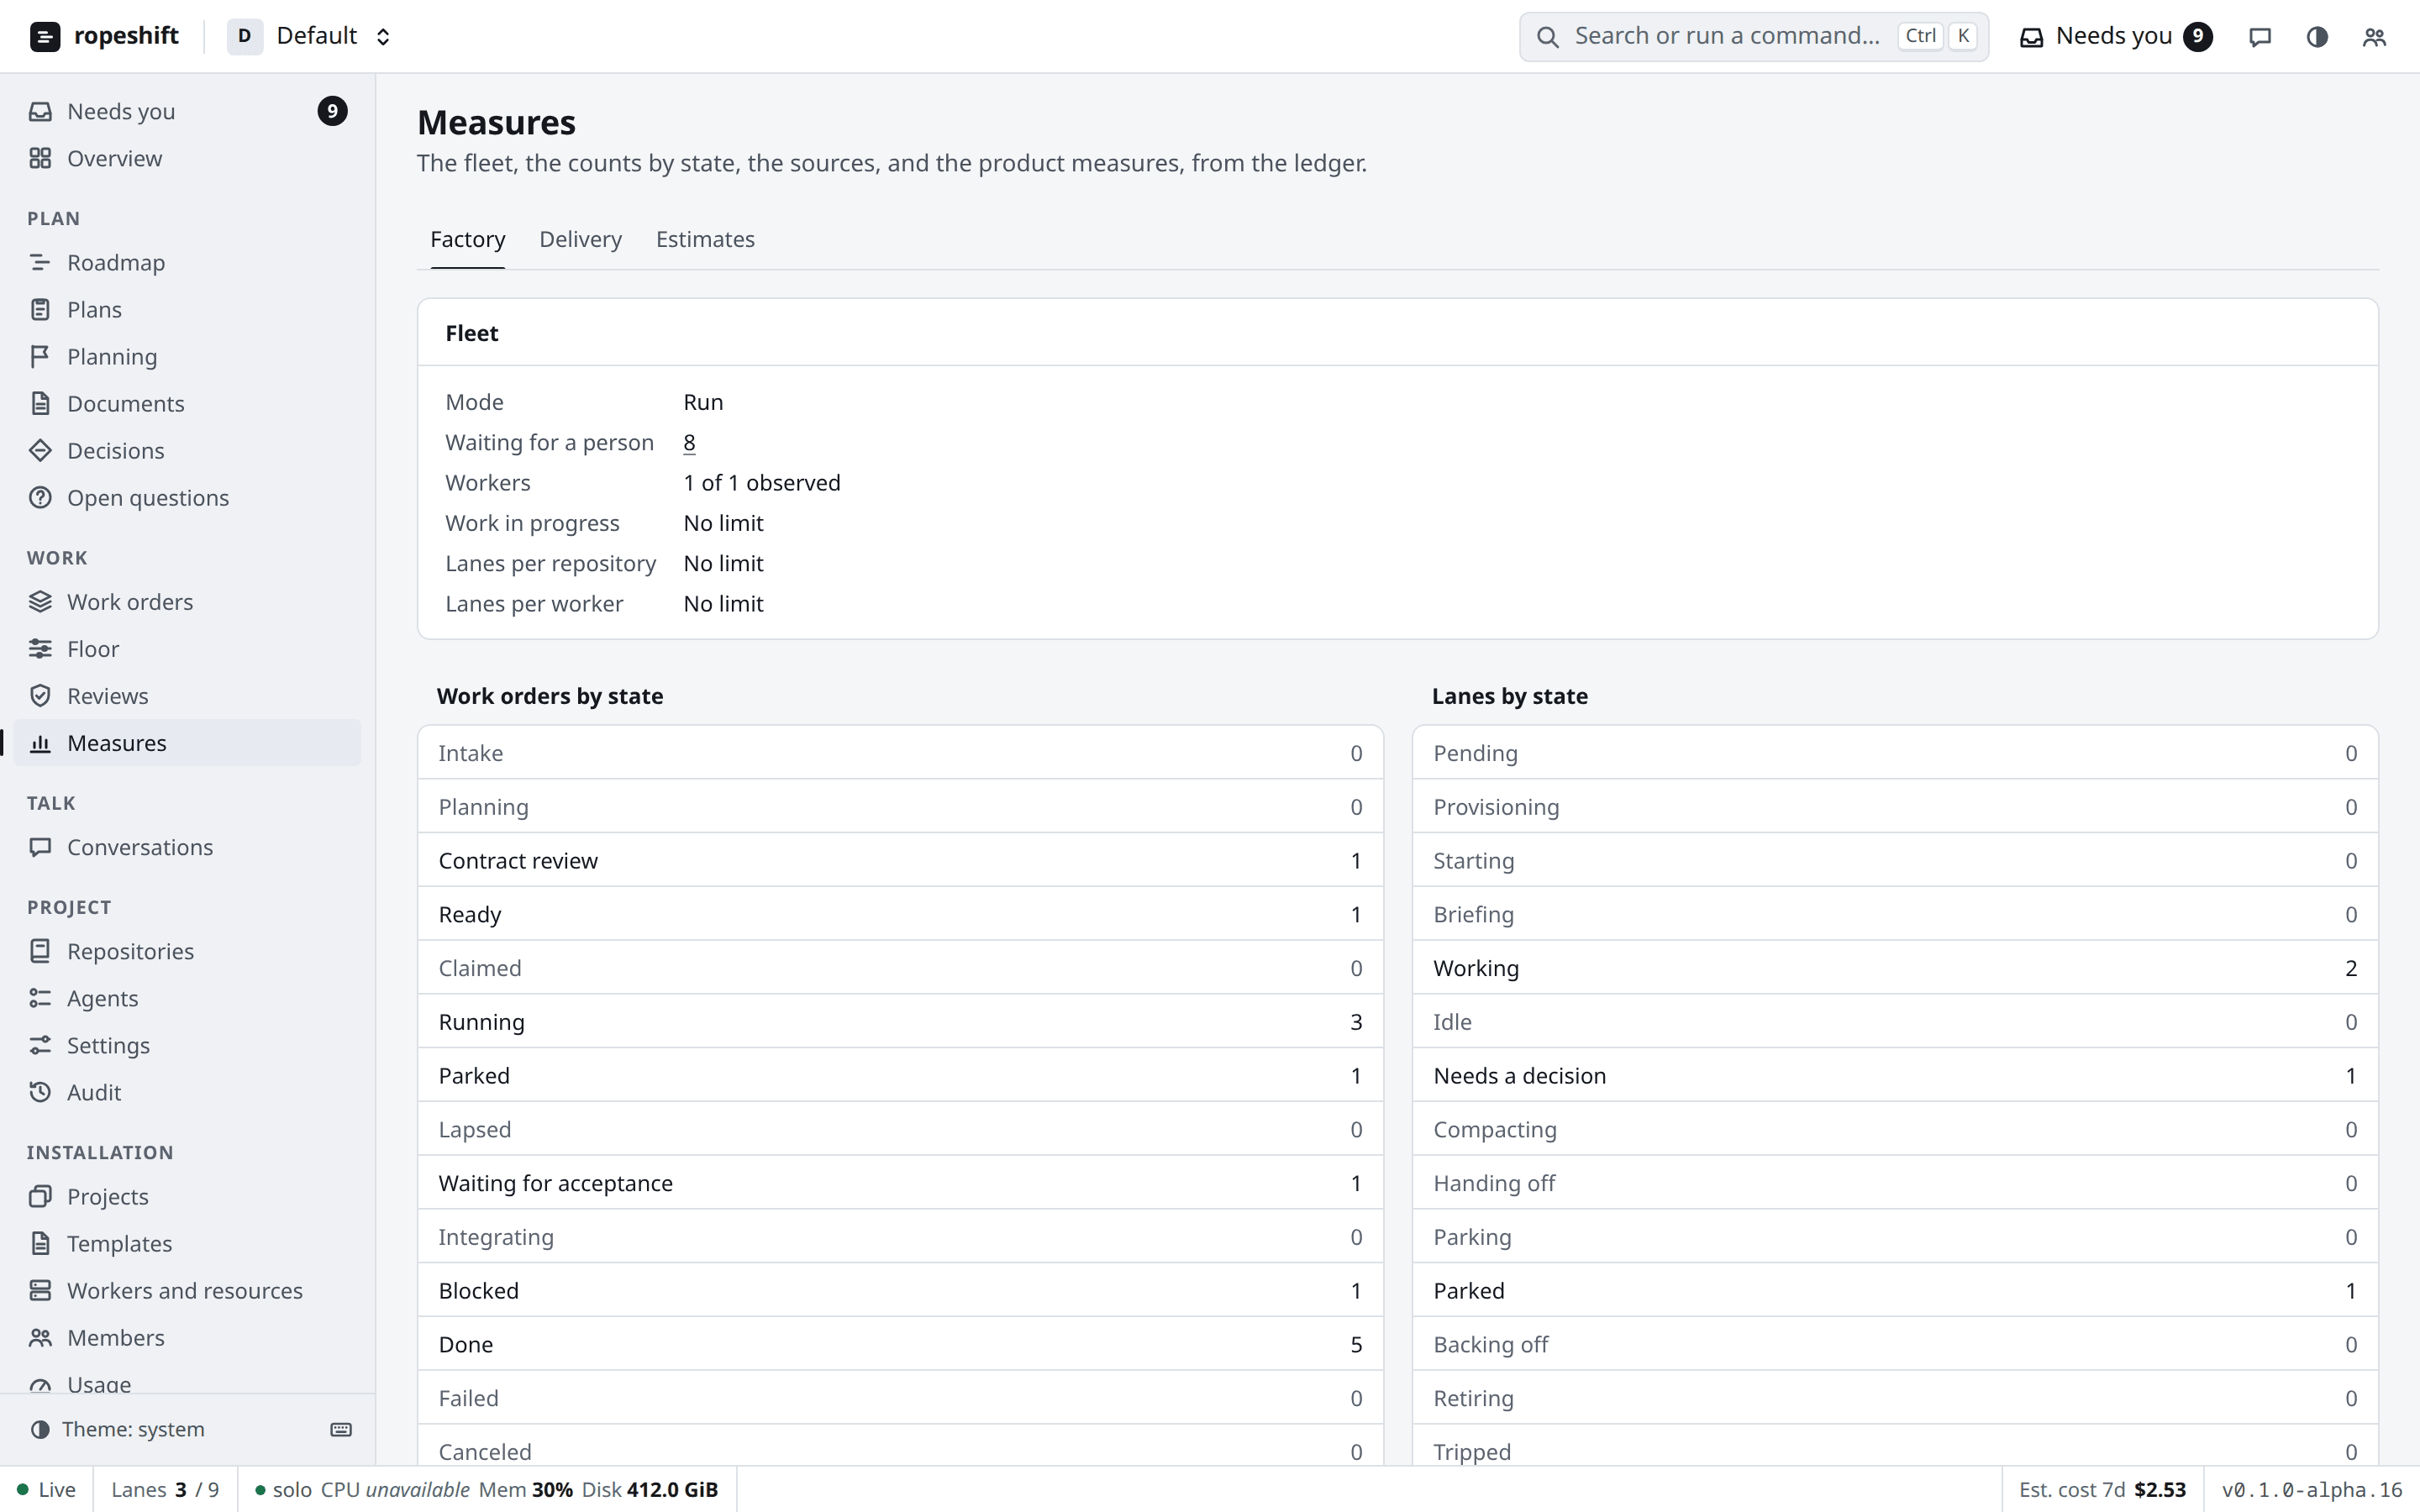 ropeshift
D Default
Search or run a command... Ctrl K
Needs you 9
Needs you 9
Overview
PLAN
Roadmap
Plans
Planning
Documents
Decisions
Open questions
WORK
Work orders
Floor
Reviews
Measures
TALK
Conversations
PROJECT
Repositories
Agents
Settings
Audit
INSTALLATION
Projects
Templates
Workers and resources
Members
Usage
Theme: system
Measures
The fleet, the counts by state, the sources, and the product measures, from the ledger.
Factory Delivery Estimates
Fleet
Mode Run
Waiting for a person 8
Workers 1 of 1 observed
Work in progress No limit
Lanes per repository No limit
Lanes per worker No limit
Work orders by state
Intake 0
Planning 0
Contract review 1
Ready 1
Claimed 0
Running 3
Parked 1
Lapsed 0
Waiting for acceptance 1
Integrating 0
Blocked 1
Done 5
Failed 0
Canceled 0
Lanes by state
Pending 0
Provisioning 0
Starting 0
Briefing 0
Working 2
Idle 0
Needs a decision 1
Compacting 0
Handing off 0
Parking 0
Parked 1
Backing off 0
Retiring 0
Tripped 0
Live
Lanes 3 / 9
solo CPU unavailable Mem 30% Disk 412.0 GiB
Est. cost 7d $2.53
v0.1.0-alpha.16